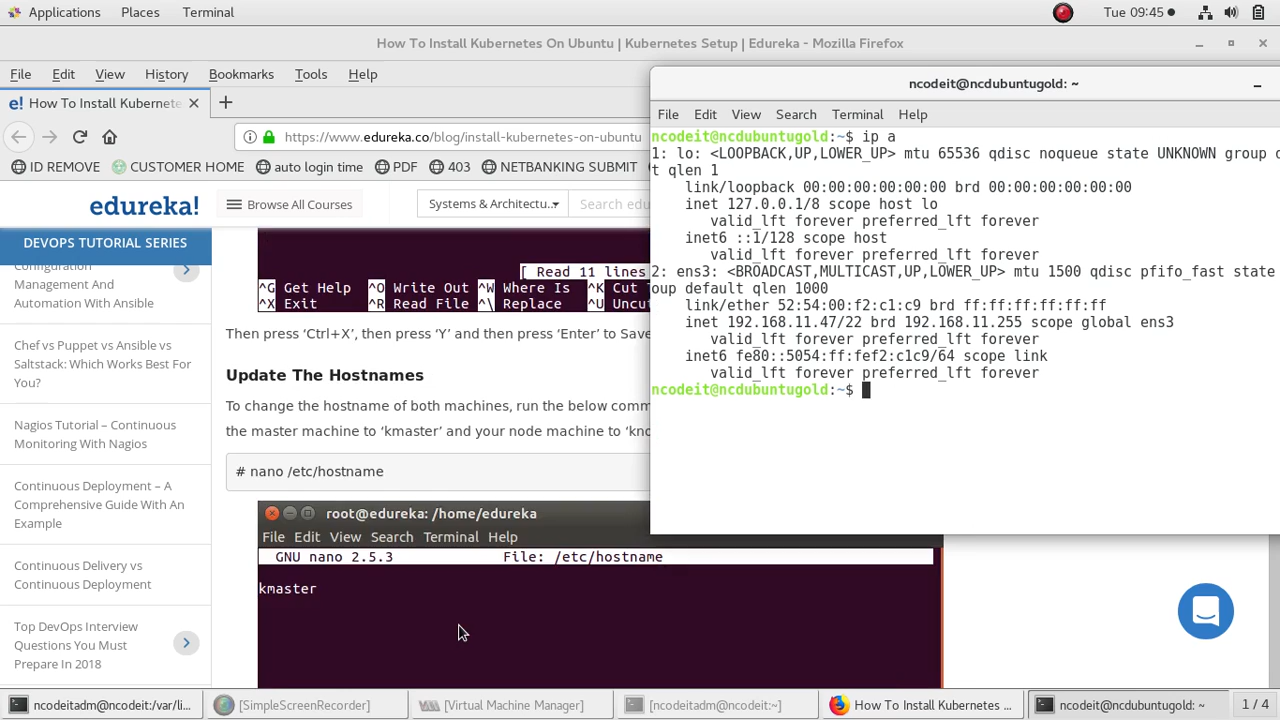 Applications Places Terminal Tue 09:45
How To Install Kubernetes On Ubuntu | Kubernetes Setup | Edureka - Mozilla Firefox
File Edit View History Bookmarks Tools Help
e! How To Install Kubernete
https://www.edureka.co/blog/install-kubernetes-on-ubuntu
ID REMOVE CUSTOMER HOME auto login time PDF 403 NETBANKING SUBMIT
edureka! Browse All Courses Systems & Architectu... Search edu
DEVOPS TUTORIAL SERIES
Configuration
Management And
Automation With Ansible
Chef vs Puppet vs Ansible vs
Saltstack: Which Works Best For
You?
Nagios Tutorial – Continuous
Monitoring With Nagios
Continuous Deployment – A
Comprehensive Guide With An
Example
Continuous Delivery vs
Continuous Deployment
Top DevOps Interview
Questions You Must
Prepare In 2018
[ Read 11 lines
^G Get Help ^O Write Out ^W Where Is ^K Cut T
^X Exit ^R Read File ^\ Replace ^U Uncut
Then press ‘Ctrl+X’, then press ‘Y’ and then press ‘Enter’ to Save
Update The Hostnames
To change the hostname of both machines, run the below comm
the master machine to ‘kmaster’ and your node machine to ‘kno
# nano /etc/hostname
root@edureka: /home/edureka
File Edit View Search Terminal Help
GNU nano 2.5.3 File: /etc/hostname
kmaster
ncodeit@ncdubuntugold: ~
File Edit View Search Terminal Help
ncodeit@ncdubuntugold:~$ ip a
1: lo: <LOOPBACK,UP,LOWER_UP> mtu 65536 qdisc noqueue state UNKNOWN group d
t qlen 1
link/loopback 00:00:00:00:00:00 brd 00:00:00:00:00:00
inet 127.0.0.1/8 scope host lo
valid_lft forever preferred_lft forever
inet6 ::1/128 scope host
valid_lft forever preferred_lft forever
2: ens3: <BROADCAST,MULTICAST,UP,LOWER_UP> mtu 1500 qdisc pfifo_fast state
oup default qlen 1000
link/ether 52:54:00:f2:c1:c9 brd ff:ff:ff:ff:ff:ff
inet 192.168.11.47/22 brd 192.168.11.255 scope global ens3
valid_lft forever preferred_lft forever
inet6 fe80::5054:ff:fef2:c1c9/64 scope link
valid_lft forever preferred_lft forever
ncodeit@ncdubuntugold:~$
ncodeitadm@ncodeit:/var/li... [SimpleScreenRecorder] [Virtual Machine Manager] [ncodeitadm@ncodeit:~] How To Install Kubernetes ... ncodeit@ncdubuntugold: ~ 1 / 4